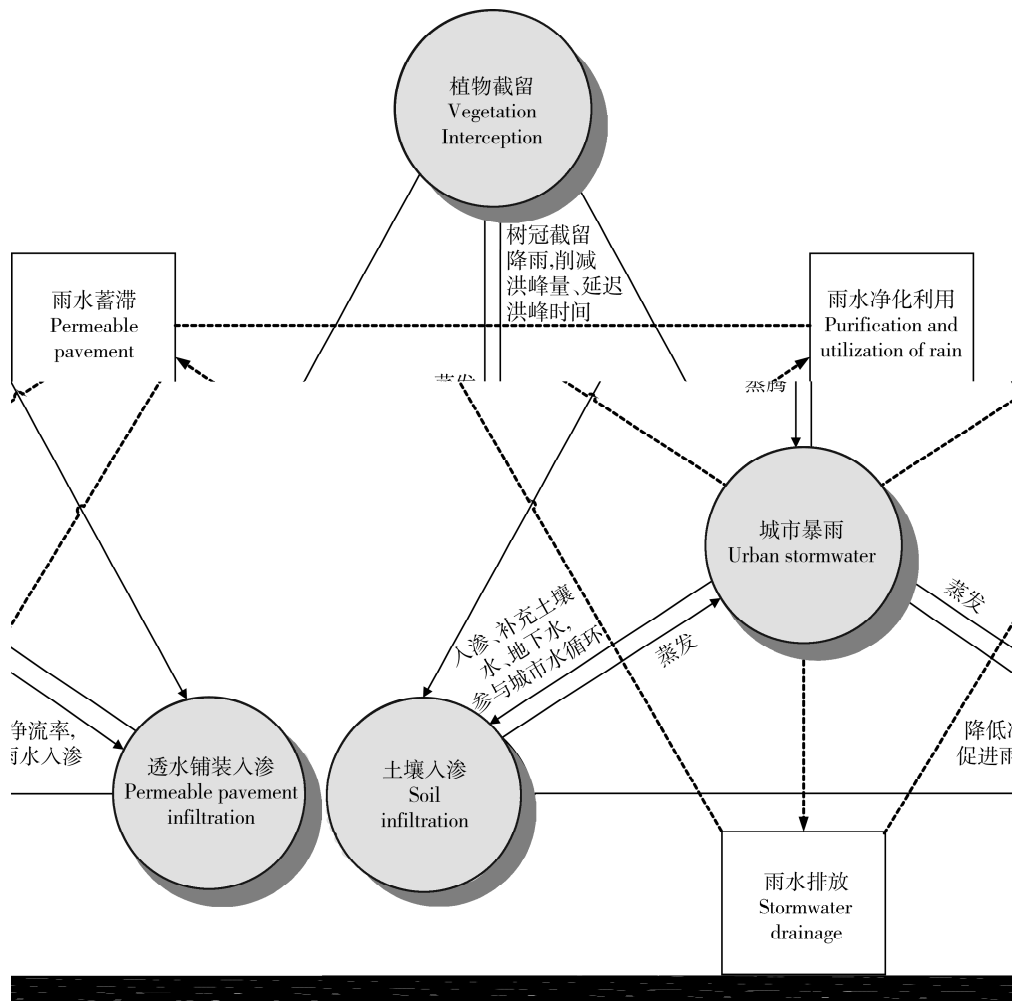 植物截留
Vegetation
Interception
树冠截留
降雨,削减
洪峰量、延迟
洪峰时间
雨水蓄滞
Permeable
pavement
雨水净化利用
Purification and
utilization of rain
蒸发
蒸腾
城市暴雨
Urban stormwater
入渗、补充土壤
水、地下水,
参与城市水循环
蒸发
蒸发
净流率,
雨水入渗
降低净
促进雨
透水铺装入渗
Permeable pavement
infiltration
土壤入渗
Soil
infiltration
雨水排放
Stormwater
drainage